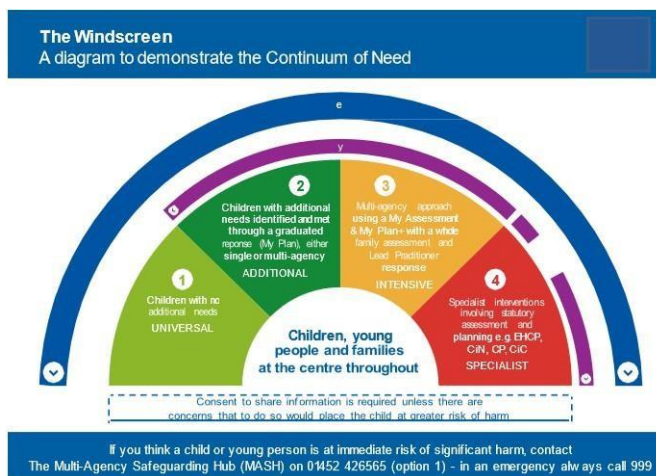 The Windscreen
A diagram to demonstrate the Continuum of Need
e
y
2
Children with additional
needs identified and met
through a graduated
reponse (My Plan), either
single or multi-agency
ADDITIONAL
3
Multi-agency approach
using a My Assessment
& My Plan+ with a whole
family assessment and
Lead Practitioner
response
INTENSIVE
1
Children with nc
additional needs
UNIVERSAL
4
Specialist interventions
involving statutory
assessment and
planning e.g. EHCP,
CiN, CP, CiC
SPECIALIST
Children, young
people and families
at the centre throughout
Consent to share information is required unless there are
concerns that to do so would place the child at greater risk of harm
If you think a child or young person is at immediate risk of significant harm, contact
The Multi-Agency Safeguarding Hub (MASH) on 01452 426565 (option 1) - in an emergency always call 999